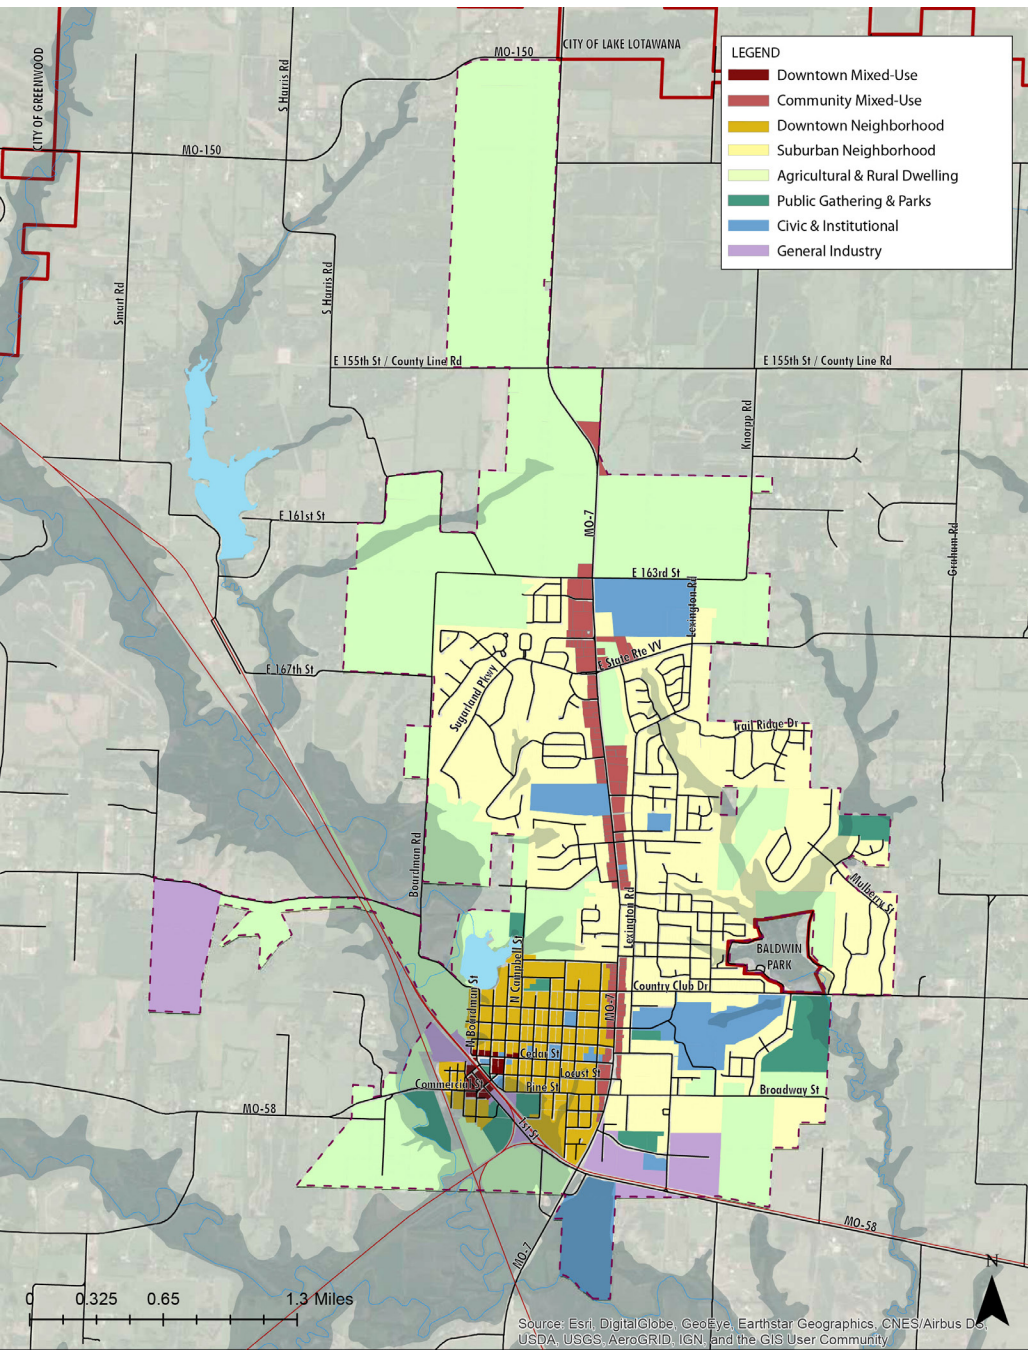 CITY OF GREENWOOD
S Harris Rd
MO-150
CITY OF LAKE LOTAWANA
LEGEND
Downtown Mixed-Use
Community Mixed-Use
Downtown Neighborhood
Suburban Neighborhood
Agricultural & Rural Dwelling
Public Gathering & Parks
Civic & Institutional
General Industry
MO-150
Smart Rd
S Harris Rd
E 155th St / County Line Rd
E 155th St / County Line Rd
Knorpp Rd
E 161st St
MO-7
Graham Rd
E 163rd St
Lexington Rd
E State Rte VV
E 167th St
Sugarland Pkwy
Trail Ridge Dr
Boardman Rd
Mulberry St
Lexington Rd
BALDWIN
PARK
N Campbell St
N Boardman St
Country Club Dr
MO-7
Cedar St
Locust St
Commercial St
Pine St
Broadway St
MO-58
1st St
MO-58
MO-7
N
0 0.325 0.65 1.3 Miles
Source: Esri, DigitalGlobe, GeoEye, Earthstar Geographics, CNES/Airbus DS,
USDA, USGS, AeroGRID, IGN, and the GIS User Community